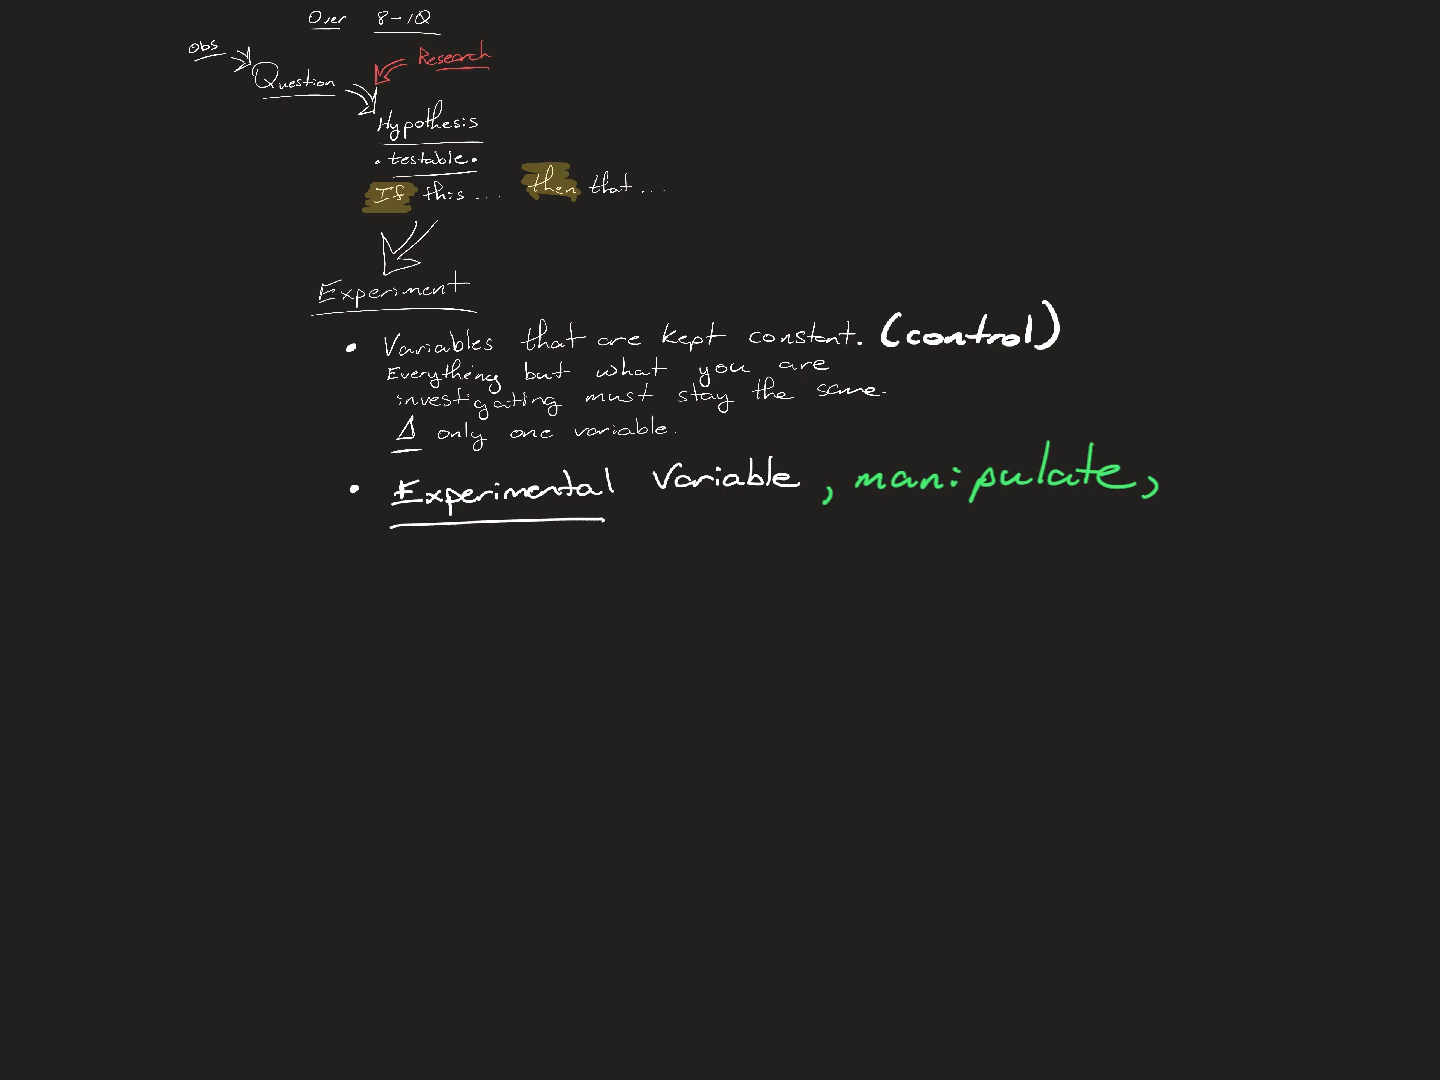 Over 8-10
Obs
Research
Question
Hypothesis
• testable •
If this... then that...
Experiment
• Variables that are kept constant. (control)
Everything but what you are
investigating must stay the same.
Δ only one variable.
• Experimental Variable, manipulate,